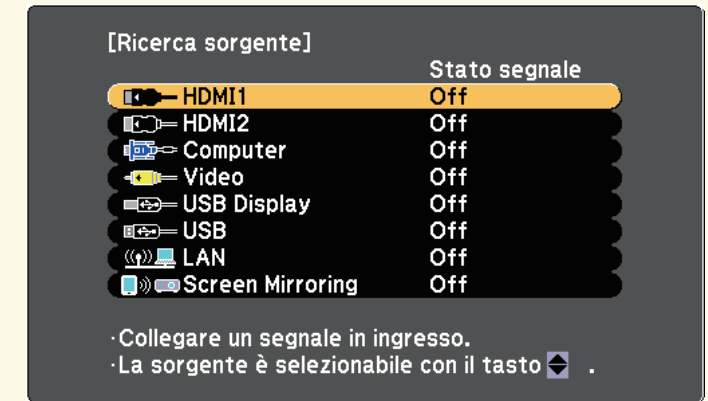 [Ricerca sorgente]
Stato segnale
HDMI1 Off
HDMI2 Off
Computer Off
Video Off
USB Display Off
USB Off
LAN Off
Screen Mirroring Off
·Collegare un segnale in ingresso.
·La sorgente è selezionabile con il tasto .